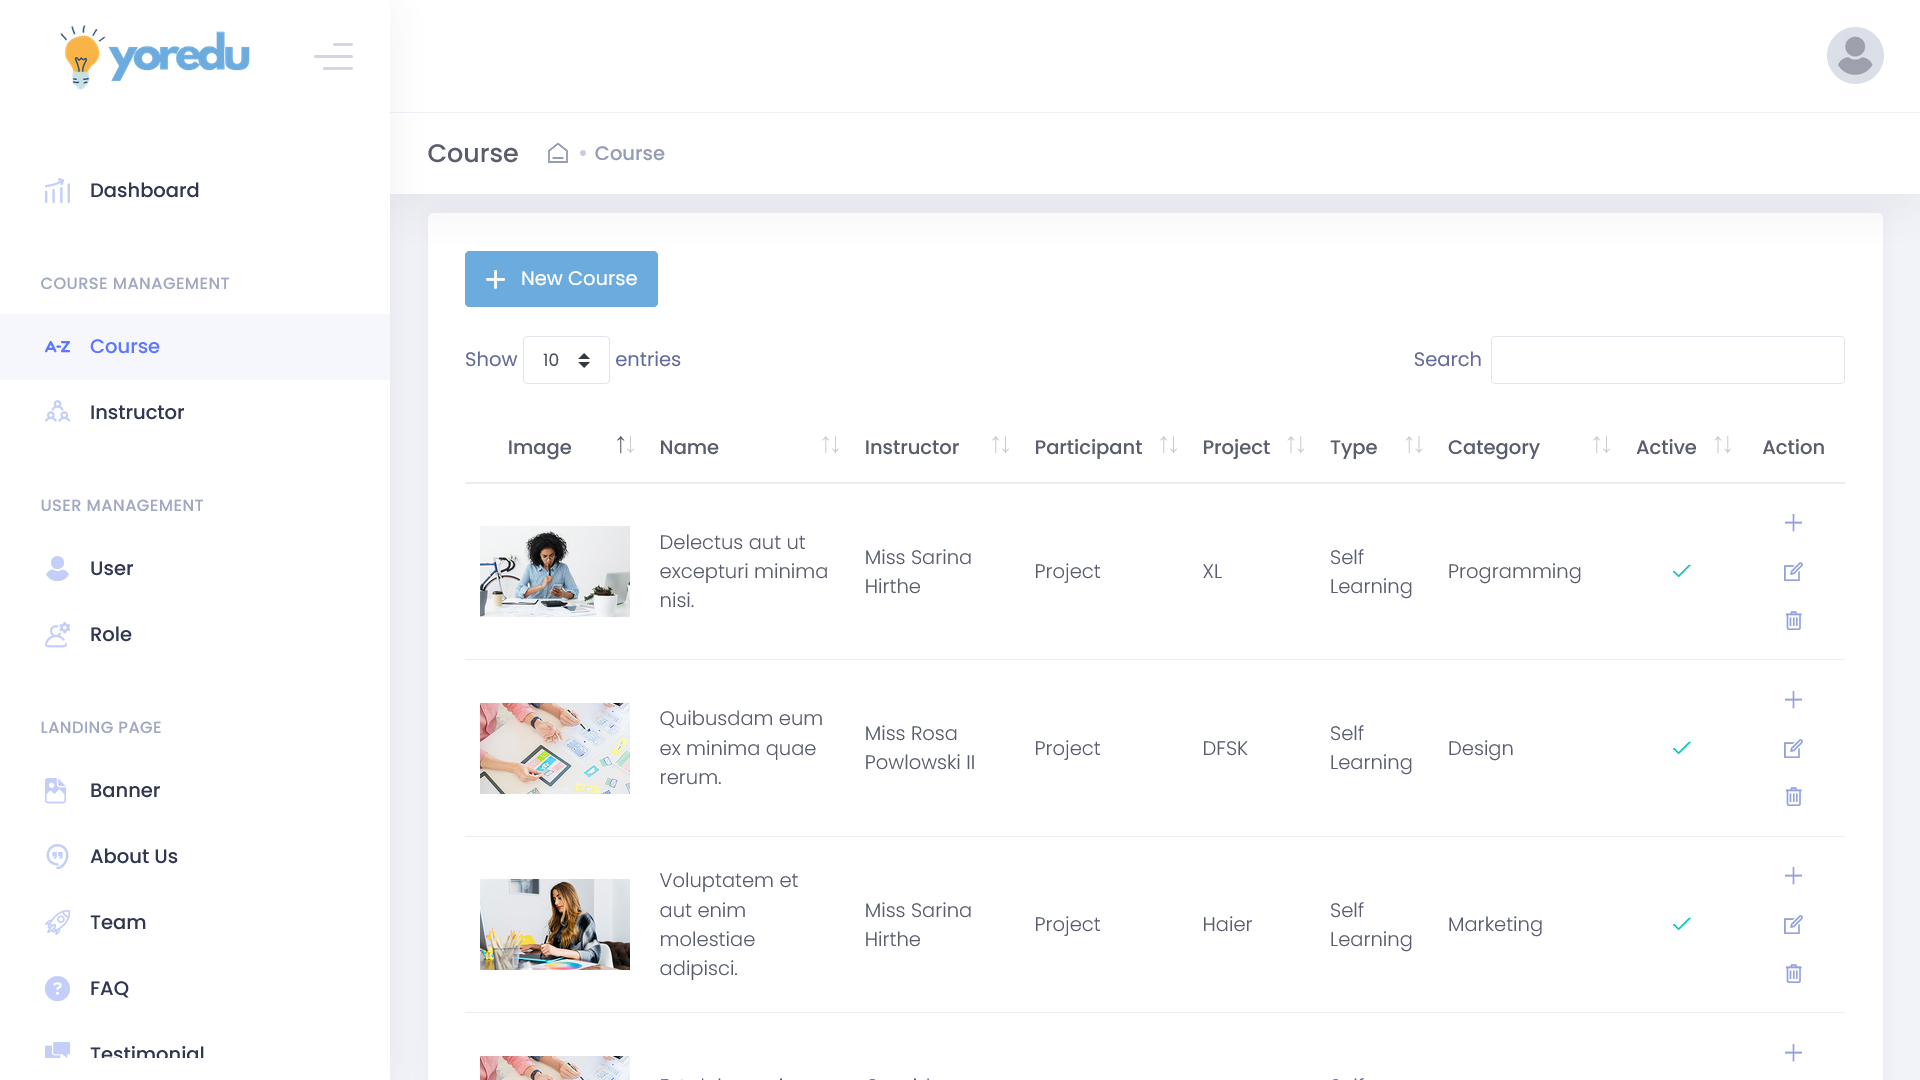 yoredu
Dashboard
COURSE MANAGEMENT
A-Z Course
Instructor
USER MANAGEMENT
User
Role
LANDING PAGE
Banner
About Us
Team
FAQ
Testimonial
Course • Course
New Course
Show 10 entries
Search
Image Name Instructor Participant Project Type Category Active Action
Delectus aut ut
excepturi minima
nisi.
Miss Sarina
Hirthe
Project
XL
Self
Learning
Programming
Quibusdam eum
ex minima quae
rerum.
Miss Rosa
Powlowski II
Project
DFSK
Self
Learning
Design
Voluptatem et
aut enim
molestiae
adipisci.
Miss Sarina
Hirthe
Project
Haier
Self
Learning
Marketing